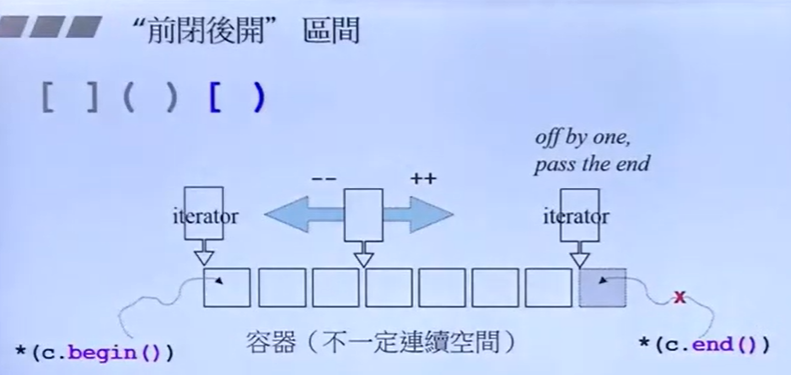 “前閉後開” 區間
[ ] ( ) [ )
off by one,
pass the end
-- ++
iterator iterator
x
*(c.begin()) 容器（不一定連續空間） *(c.end())